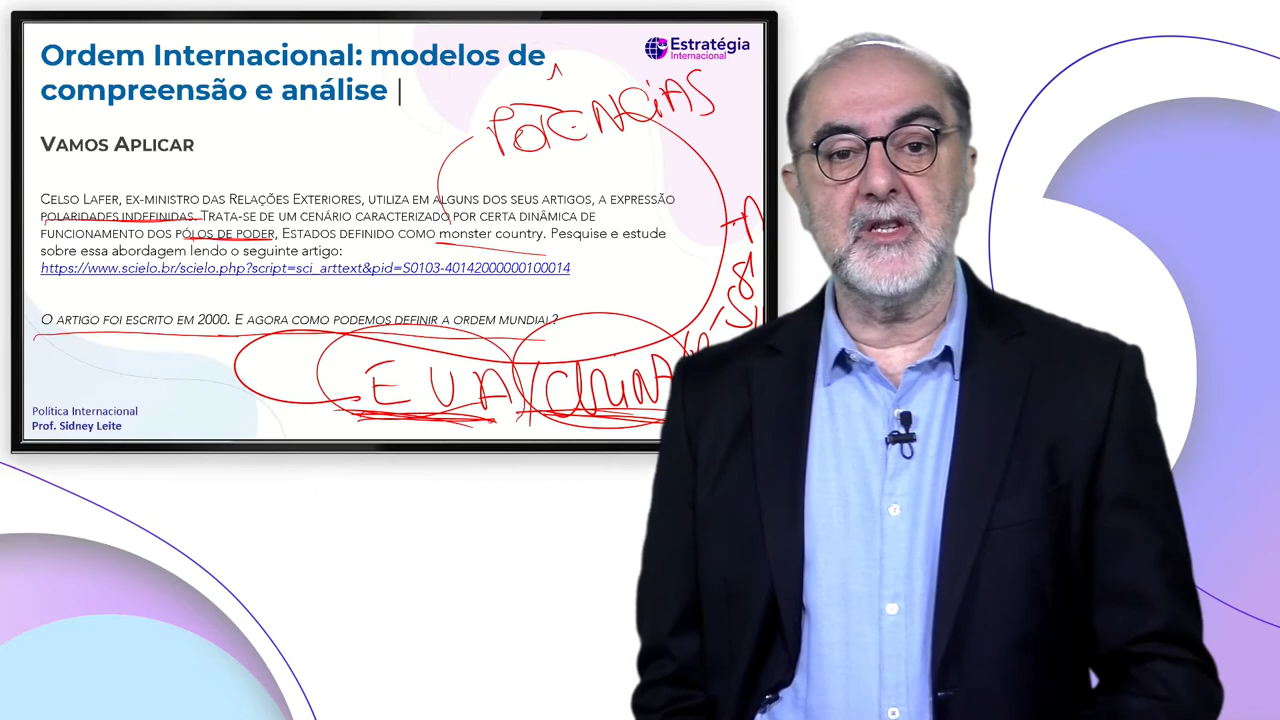 Ordem Internacional: modelos de
compreensão e análise |
Estratégia
Internacional
POTÊNCIAS
VAMOS APLICAR
CELSO LAFER, EX-MINISTRO DAS RELAÇÕES EXTERIORES, UTILIZA EM ALGUNS DOS SEUS ARTIGOS, A EXPRESSÃO
POLARIDADES INDEFINIDAS. TRATA-SE DE UM CENÁRIO CARACTERIZADO POR CERTA DINÂMICA DE
FUNCIONAMENTO DOS PÓLOS DE PODER, ESTADOS DEFINIDO COMO monster country. Pesquise e estude
sobre essa abordagem lendo o seguinte artigo:
https://www.scielo.br/scielo.php?script=sci_arttext&pid=S0103-40142000000100014
O ARTIGO FOI ESCRITO EM 2000. E AGORA COMO PODEMOS DEFINIR A ORDEM MUNDIAL?
EUA/CHINA
Política Internacional
Prof. Sidney Leite